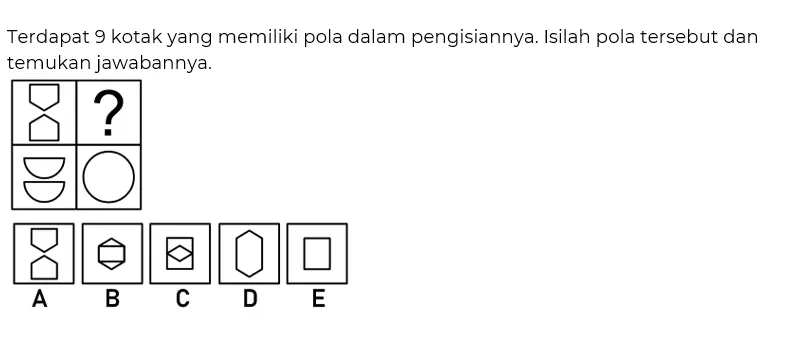 Terdapat 9 kotak yang memiliki pola dalam pengisiannya. Isilah pola tersebut dan
temukan jawabannya.
?
A B C D E